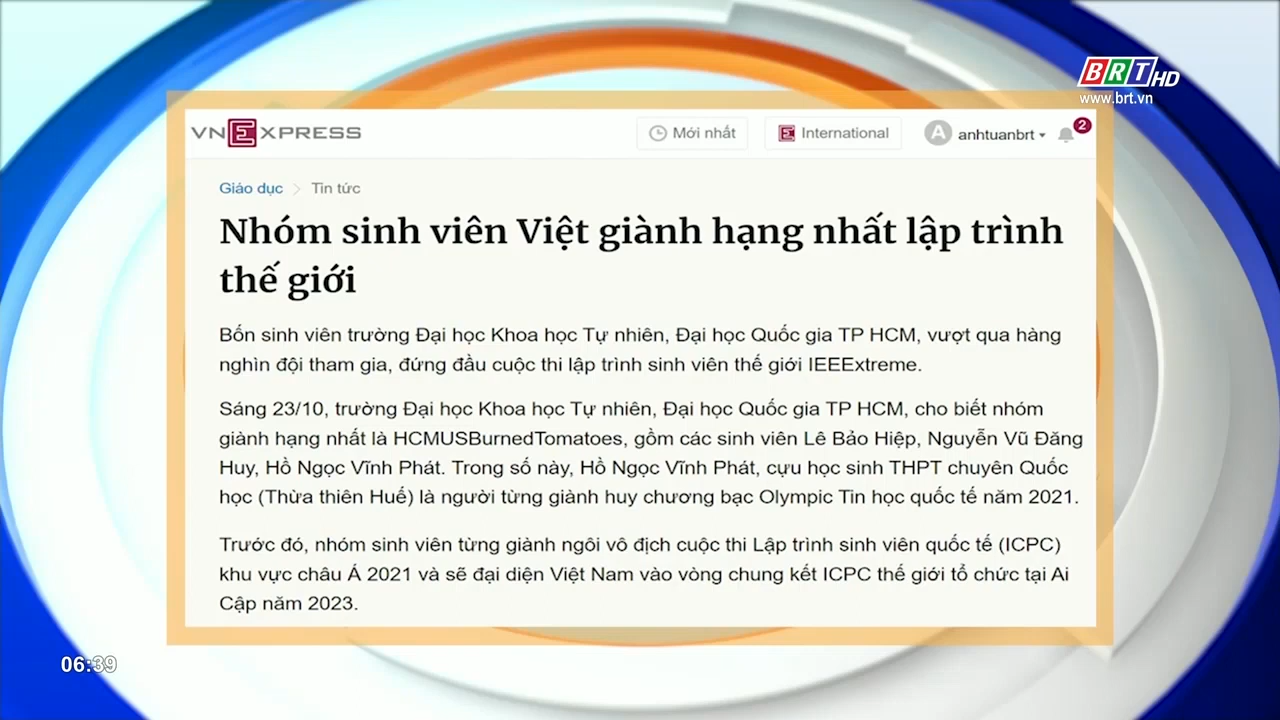 BRT HD
www.brt.vn
VNEXPRESS
Mới nhất
International
A
anhtuanbrt
2
Giáo dục > Tin tức
Nhóm sinh viên Việt giành hạng nhất lập trình
thế giới
Bốn sinh viên trường Đại học Khoa học Tự nhiên, Đại học Quốc gia TP HCM, vượt qua hàng
nghìn đội tham gia, đứng đầu cuộc thi lập trình sinh viên thế giới IEEExtreme.
Sáng 23/10, trường Đại học Khoa học Tự nhiên, Đại học Quốc gia TP HCM, cho biết nhóm
giành hạng nhất là HCMUSBurnedTomatoes, gồm các sinh viên Lê Bảo Hiệp, Nguyễn Vũ Đăng
Huy, Hồ Ngọc Vĩnh Phát. Trong số này, Hồ Ngọc Vĩnh Phát, cựu học sinh THPT chuyên Quốc
học (Thừa thiên Huế) là người từng giành huy chương bạc Olympic Tin học quốc tế năm 2021.
Trước đó, nhóm sinh viên từng giành ngôi vô địch cuộc thi Lập trình sinh viên quốc tế (ICPC)
khu vực châu Á 2021 và sẽ đại diện Việt Nam vào vòng chung kết ICPC thế giới tổ chức tại Ai
Cập năm 2023.
06:39